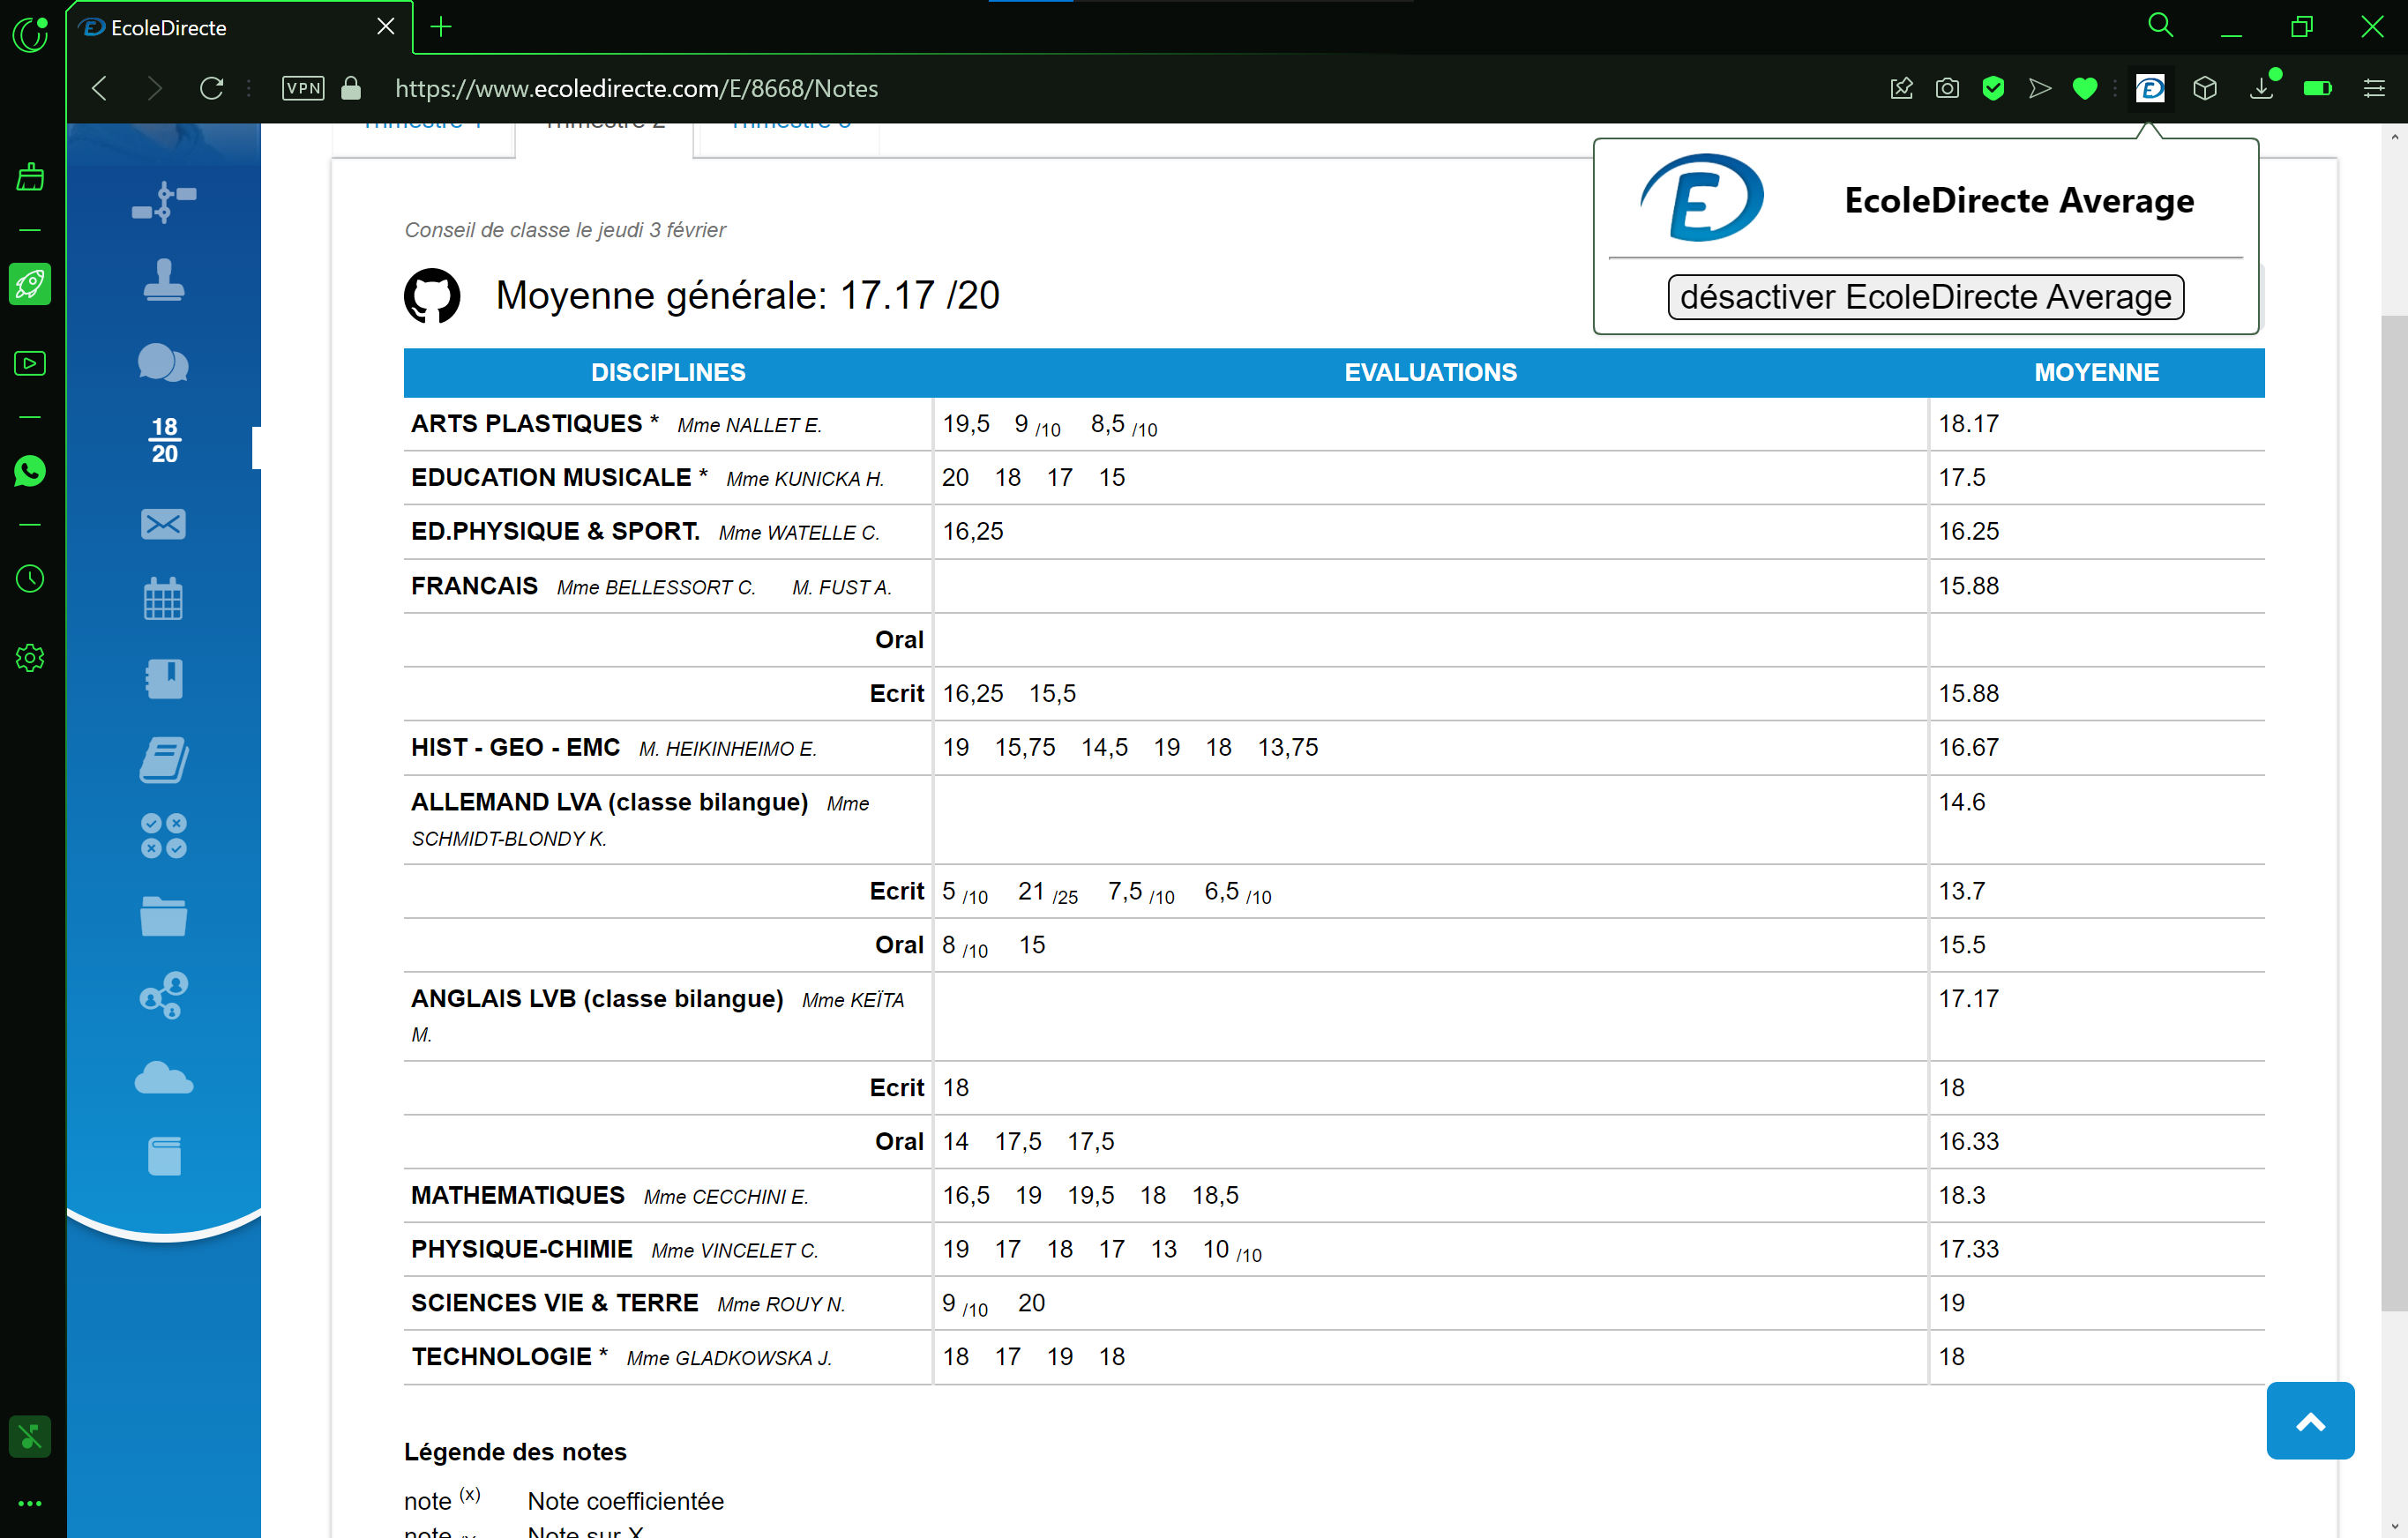 EcoleDirecte
VPN
https://www.ecoledirecte.com/E/8668/Notes
Trimestre 1 Trimestre 2 Trimestre 3
EcoleDirecte Average
désactiver EcoleDirecte Average
18
20
Conseil de classe le jeudi 3 février
Moyenne générale: 17.17 /20
DISCIPLINES EVALUATIONS MOYENNE
ARTS PLASTIQUES * Mme NALLET E. 19,5 9 /10 8,5 /10 18.17
EDUCATION MUSICALE * Mme KUNICKA H. 20 18 17 15 17.5
ED.PHYSIQUE & SPORT. Mme WATELLE C. 16,25 16.25
FRANCAIS Mme BELLESSORT C. M. FUST A. 15.88
Oral
Ecrit 16,25 15,5 15.88
HIST - GEO - EMC M. HEIKINHEIMO E. 19 15,75 14,5 19 18 13,75 16.67
ALLEMAND LVA (classe bilangue) Mme 14.6
SCHMIDT-BLONDY K.
Ecrit 5 /10 21 /25 7,5 /10 6,5 /10 13.7
Oral 8 /10 15 15.5
ANGLAIS LVB (classe bilangue) Mme KEÏTA 17.17
M.
Ecrit 18 18
Oral 14 17,5 17,5 16.33
MATHEMATIQUES Mme CECCHINI E. 16,5 19 19,5 18 18,5 18.3
PHYSIQUE-CHIMIE Mme VINCELET C. 19 17 18 17 13 10 /10 17.33
SCIENCES VIE & TERRE Mme ROUY N. 9 /10 20 19
TECHNOLOGIE * Mme GLADKOWSKA J. 18 17 19 18 18
Légende des notes
note (x) Note coefficientée
note /x Note sur X